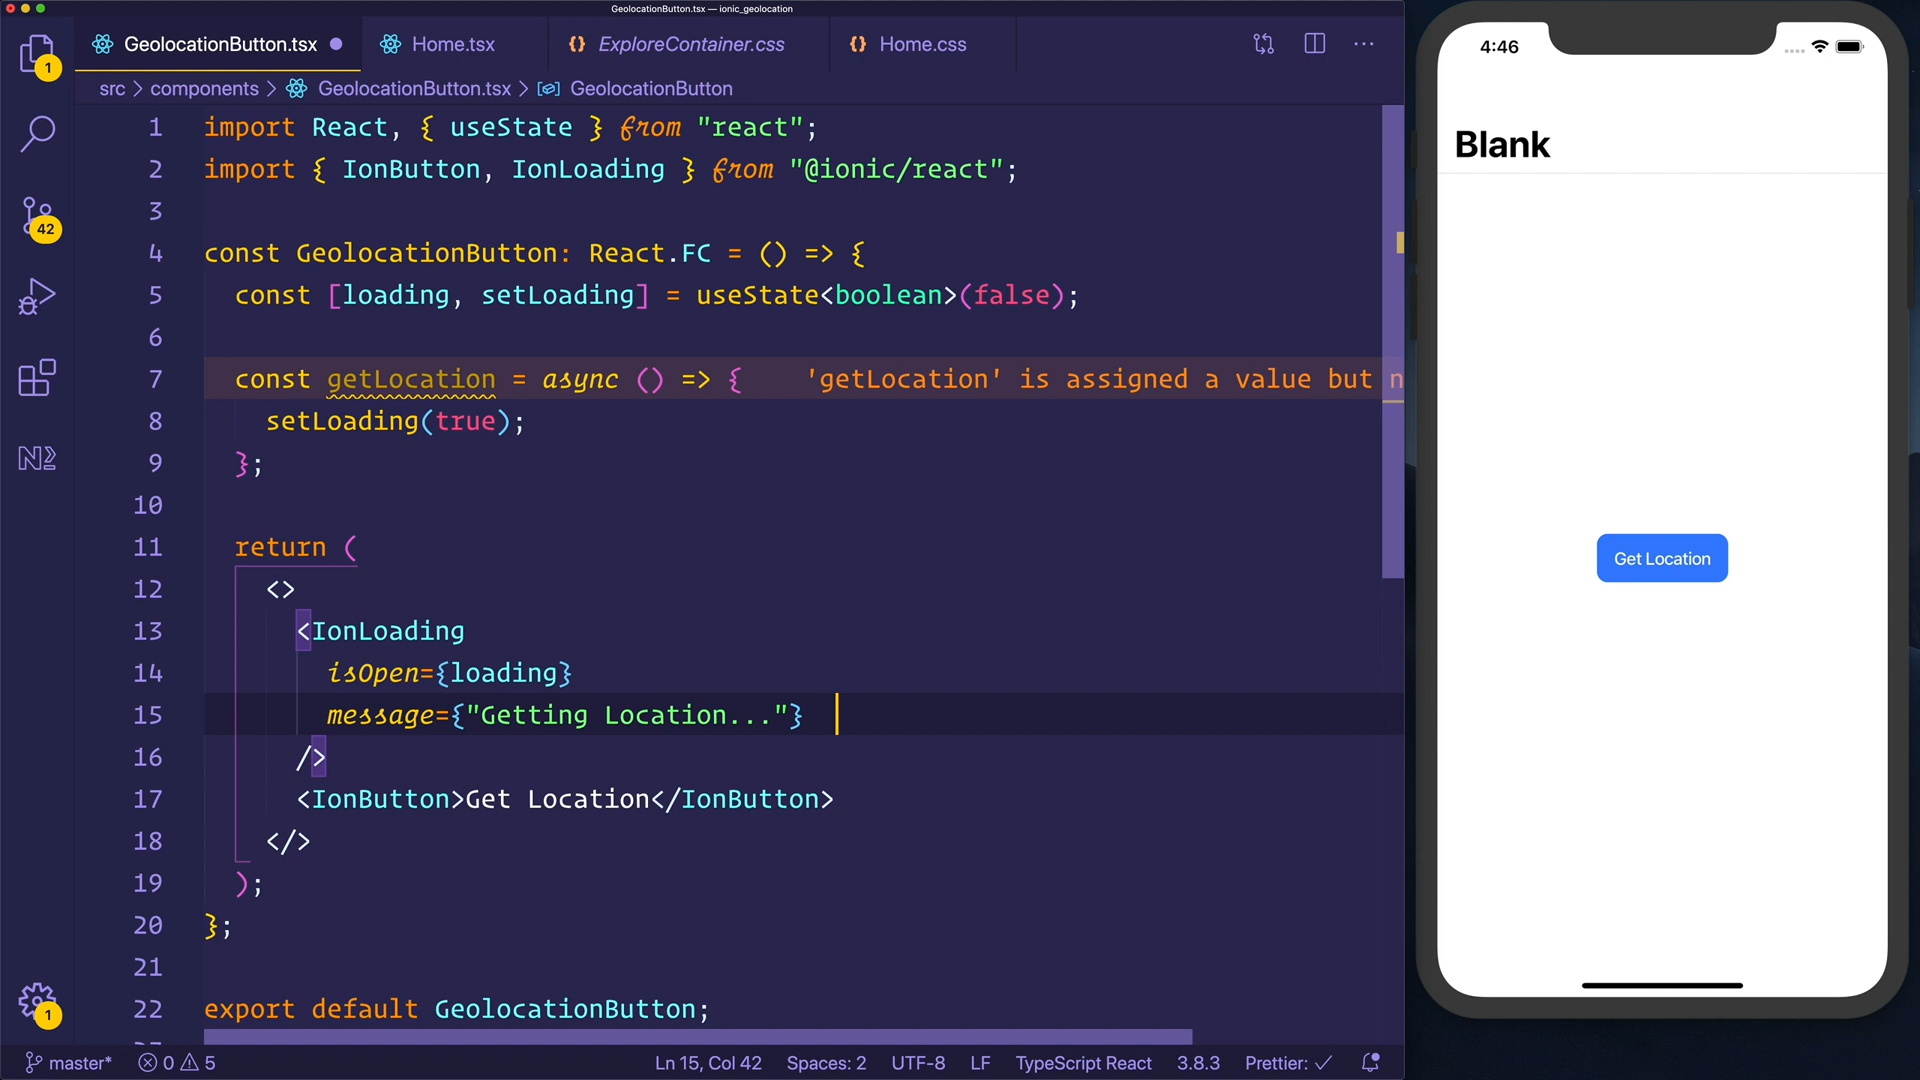 GeolocationButton.tsx — ionic_geolocation
GeolocationButton.tsx
Home.tsx
ExploreContainer.css
Home.css
src > components > GeolocationButton.tsx > GeolocationButton
1 import React, { useState } from "react";
2 import { IonButton, IonLoading } from "@ionic/react";
3
4 const GeolocationButton: React.FC = () => {
5 const [loading, setLoading] = useState<boolean>(false);
6
7 const getLocation = async () => { 'getLocation' is assigned a value but n
8 setLoading(true);
9 };
10
11 return (
12 <>
13 <IonLoading
14 isOpen={loading}
15 message={"Getting Location..."}
16 />
17 <IonButton>Get Location</IonButton>
18 </>
19 );
20 };
21
22 export default GeolocationButton;
1
42
1
master*
0
5
Ln 15, Col 42
Spaces: 2
UTF-8
LF
TypeScript React
3.8.3
Prettier: ✓
4:46
Blank
Get Location